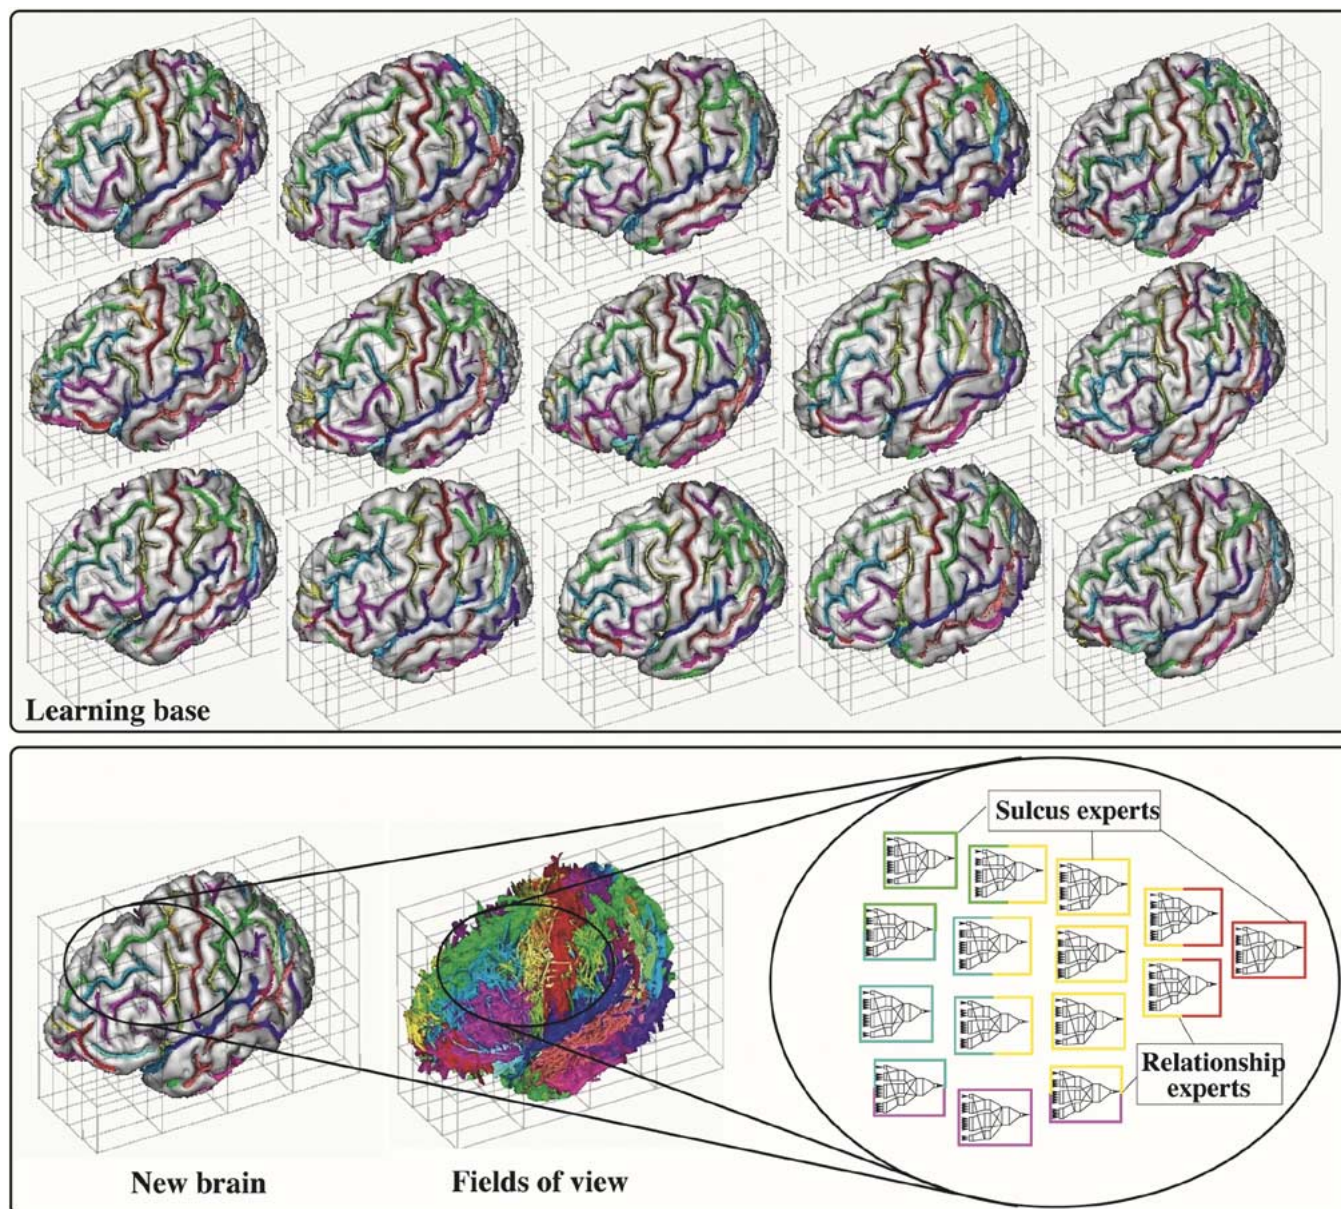 Learning base
Sulcus experts
Relationship
experts
New brain
Fields of view